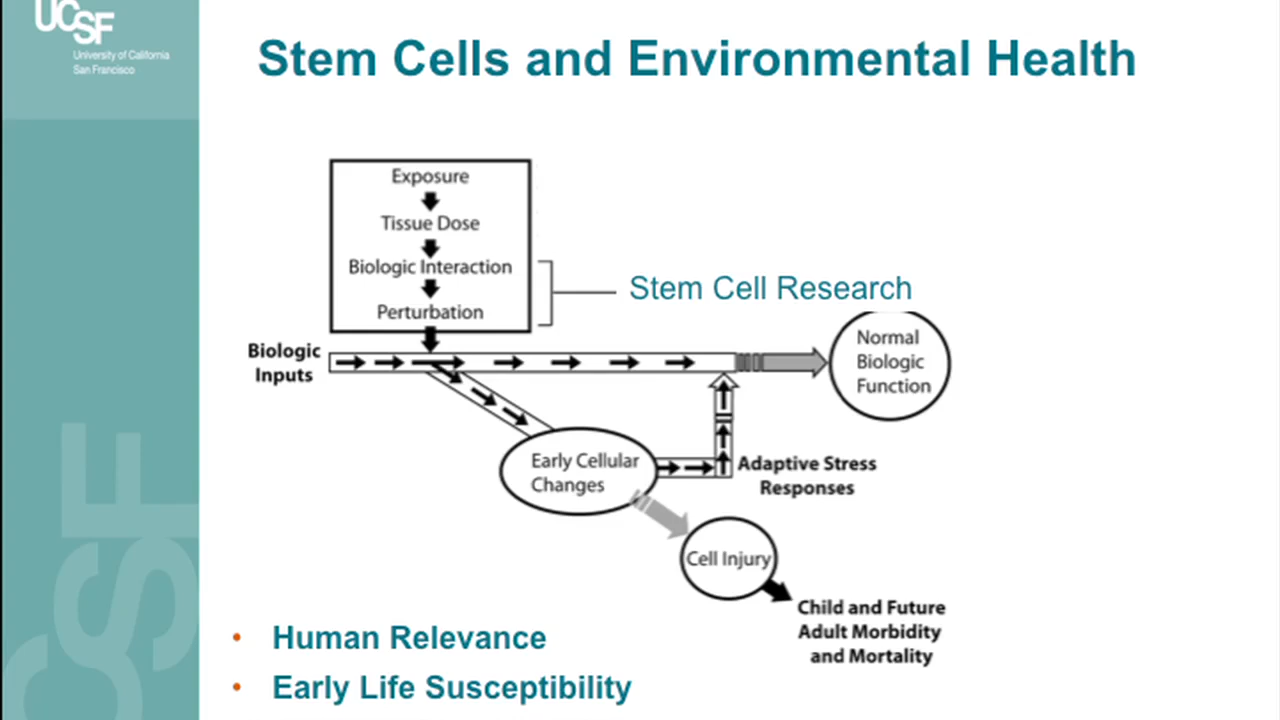 UCSF
University of California
San Francisco
Stem Cells and Environmental Health
Exposure
Tissue Dose
Biologic Interaction
Perturbation
Stem Cell Research
Biologic
Inputs
Normal
Biologic
Function
Early Cellular
Changes
Adaptive Stress
Responses
Cell Injury
Child and Future
Adult Morbidity
and Mortality
• Human Relevance
• Early Life Susceptibility
CSF